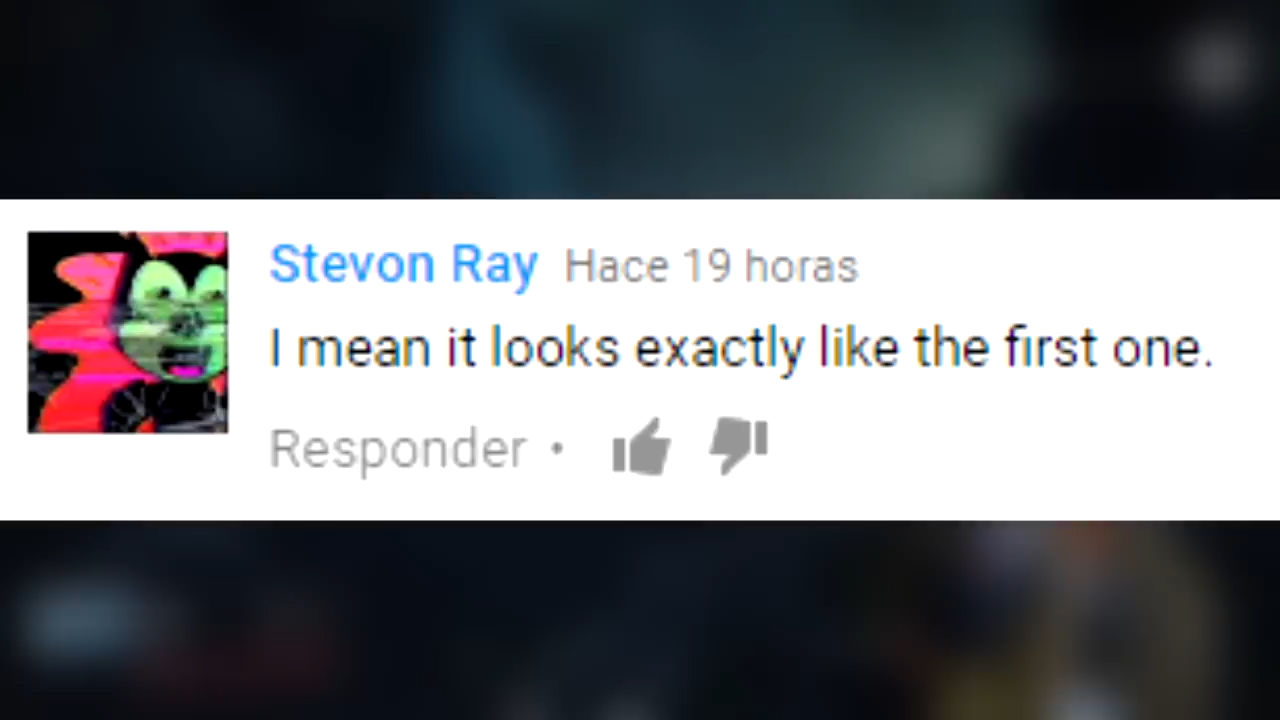 Stevon Ray Hace 19 horas
I mean it looks exactly like the first one.
Responder •